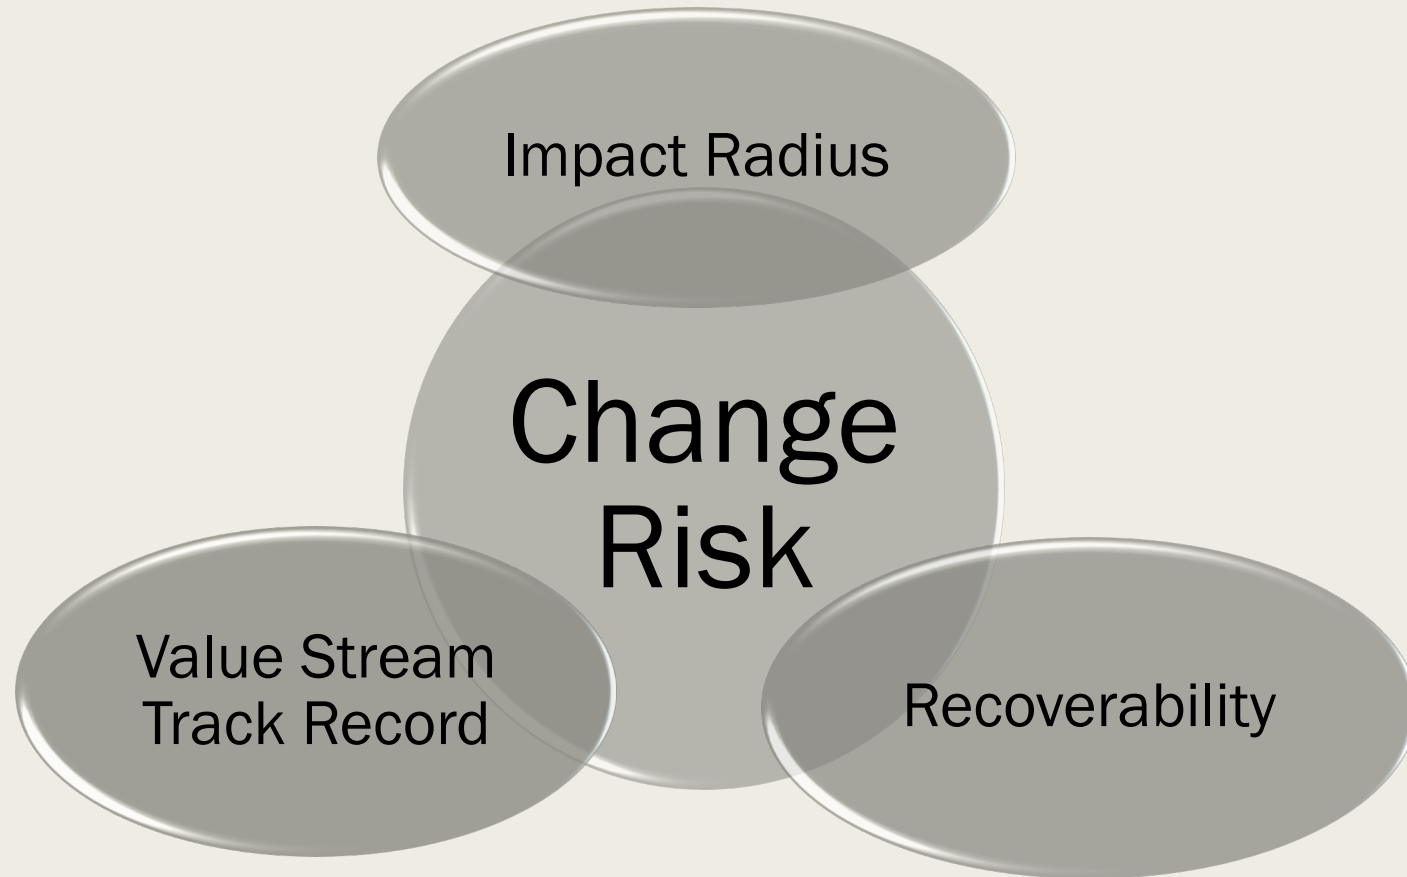 Impact Radius
Change
Risk
Value Stream
Track Record
Recoverability